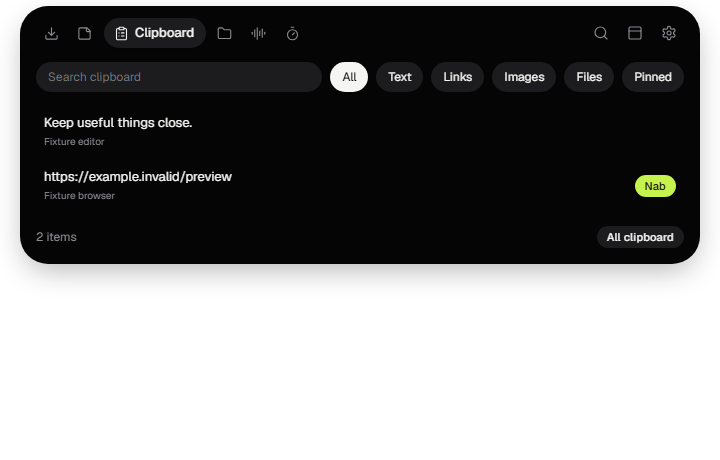 Clipboard
Search clipboard
All
Text
Links
Images
Files
Pinned
Keep useful things close.
Fixture editor
https://example.invalid/preview
Fixture browser
Nab
2 items
All clipboard